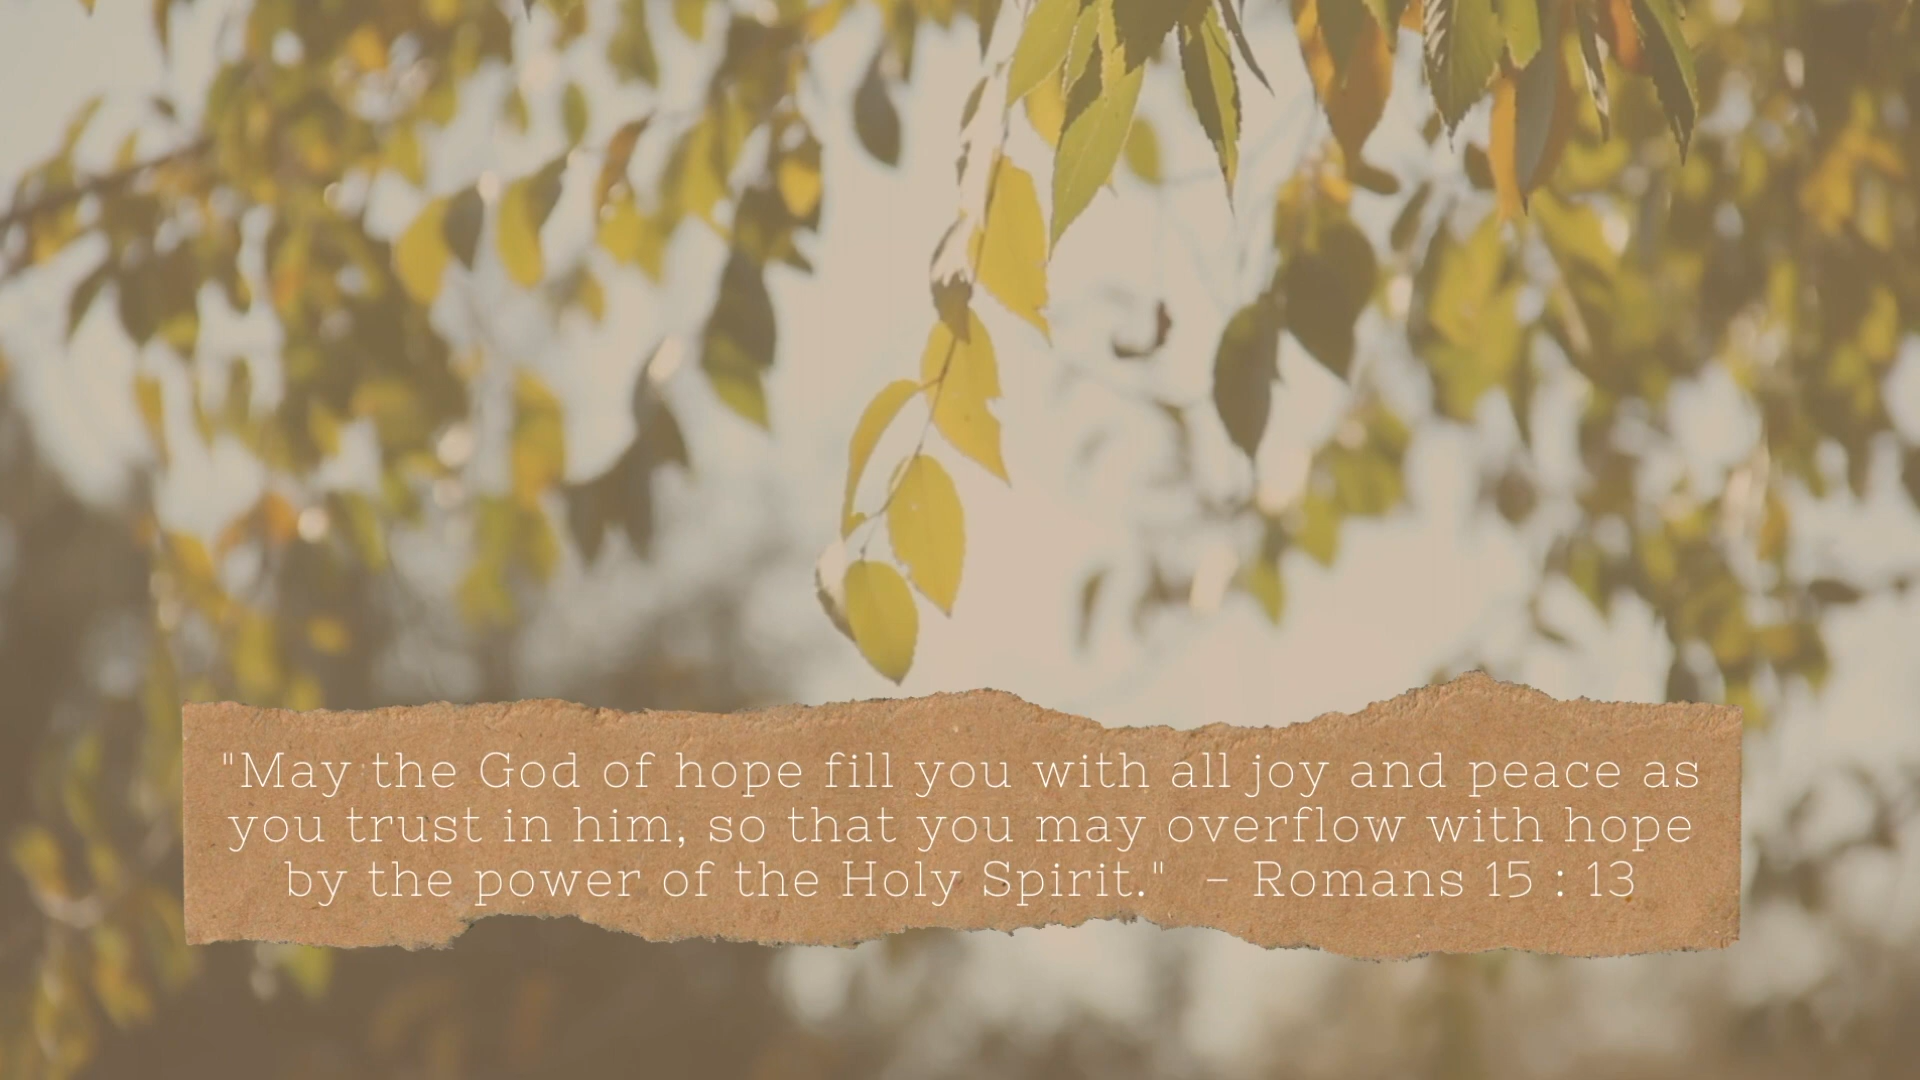 "May the God of hope fill you with all joy and peace as
you trust in him, so that you may overflow with hope
by the power of the Holy Spirit."  – Romans 15 : 13